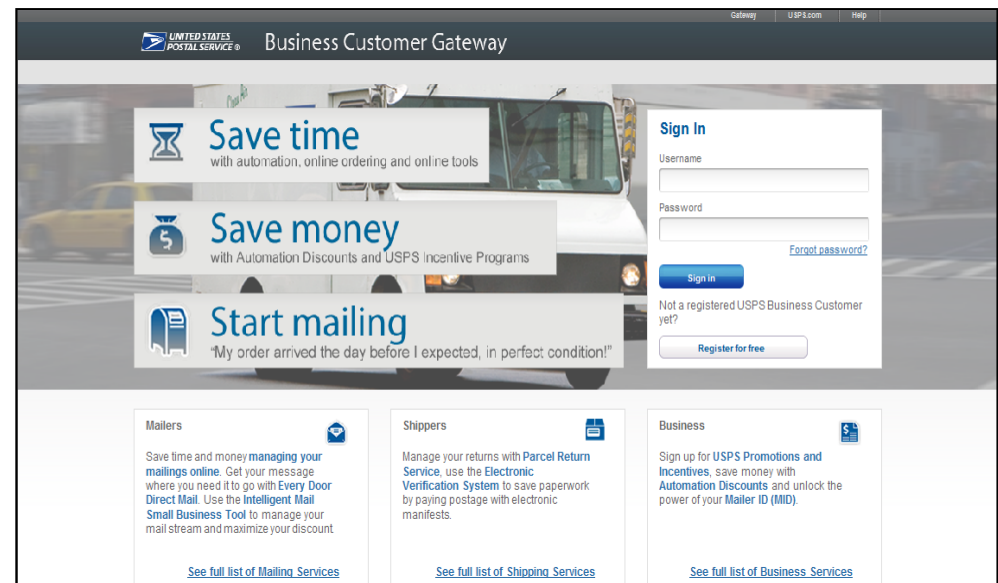 Gateway USPS.com Help
UNITED STATES
POSTAL SERVICE ®
Business Customer Gateway
Save time
with automation, online ordering and online tools
Save money
with Automation Discounts and USPS Incentive Programs
Start mailing
"My order arrived the day before I expected, in perfect condition!"
Sign In
Username
Password
Forgot password?
Sign in
Not a registered USPS Business Customer
yet?
Register for free
Mailers
Save time and money managing your
mailings online. Get your message
where you need it to go with Every Door
Direct Mail. Use the Intelligent Mail
Small Business Tool to manage your
mail stream and maximize your discount
See full list of Mailing Services
Shippers
Manage your returns with Parcel Return
Service, use the Electronic
Verification System to save paperwork
by paying postage with electronic
manifests.
See full list of Shipping Services
Business
Sign up for USPS Promotions and
Incentives, save money with
Automation Discounts and unlock the
power of your Mailer ID (MID).
See full list of Business Services